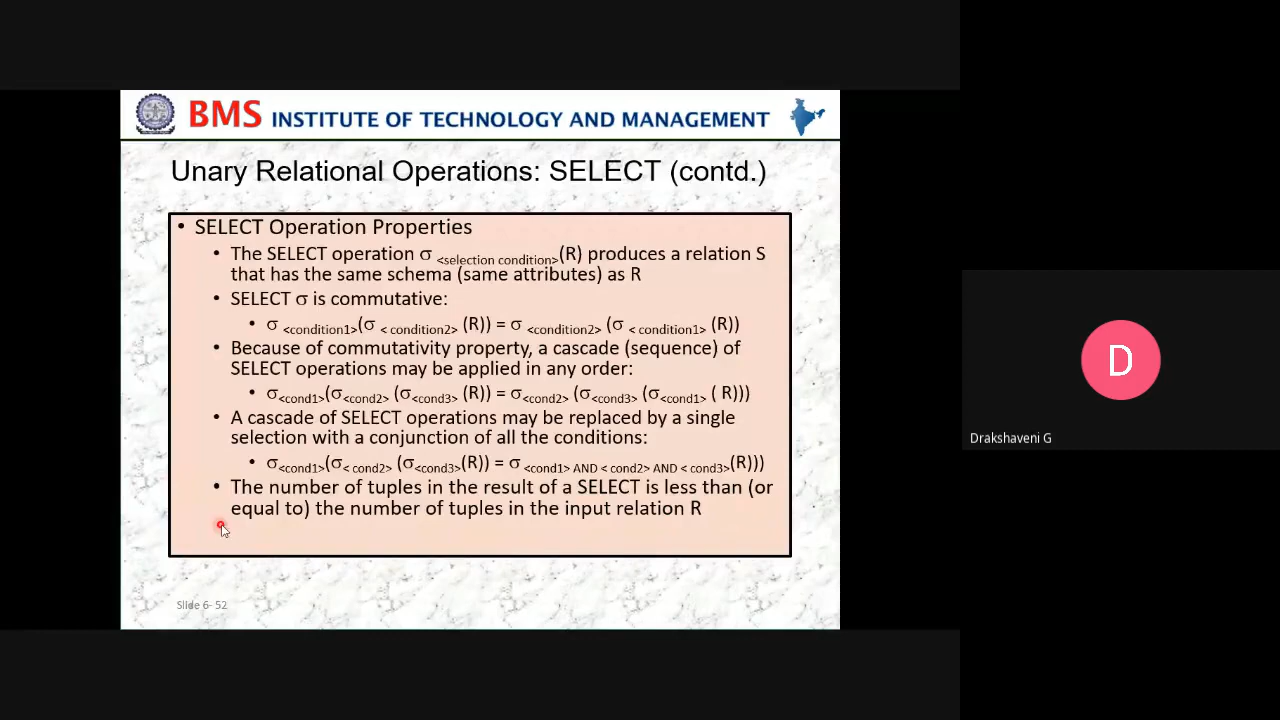 BMS INSTITUTE OF TECHNOLOGY AND MANAGEMENT
Unary Relational Operations: SELECT (contd.)
• SELECT Operation Properties
• The SELECT operation σ <selection condition>(R) produces a relation S
that has the same schema (same attributes) as R
• SELECT σ is commutative:
• σ <condition1>(σ < condition2> (R)) = σ <condition2> (σ < condition1> (R))
• Because of commutativity property, a cascade (sequence) of
SELECT operations may be applied in any order:
• σ<cond1>(σ<cond2> (σ<cond3> (R)) = σ<cond2> (σ<cond3> (σ<cond1> ( R)))
• A cascade of SELECT operations may be replaced by a single
selection with a conjunction of all the conditions:
• σ<cond1>(σ< cond2> (σ<cond3>(R)) = σ <cond1> AND < cond2> AND < cond3>(R)))
• The number of tuples in the result of a SELECT is less than (or
equal to) the number of tuples in the input relation R
Slide 6- 52
D
Drakshaveni G